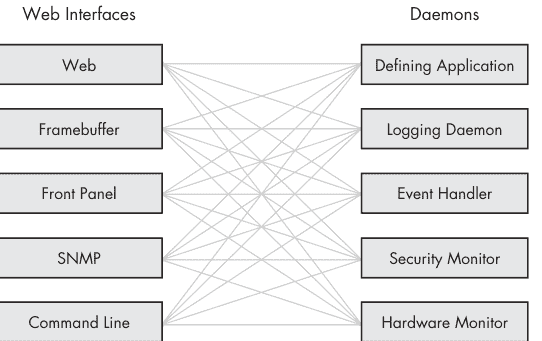 Web Interfaces
Daemons
Web
Defining Application
Framebuffer
Logging Daemon
Front Panel
Event Handler
SNMP
Security Monitor
Command Line
Hardware Monitor